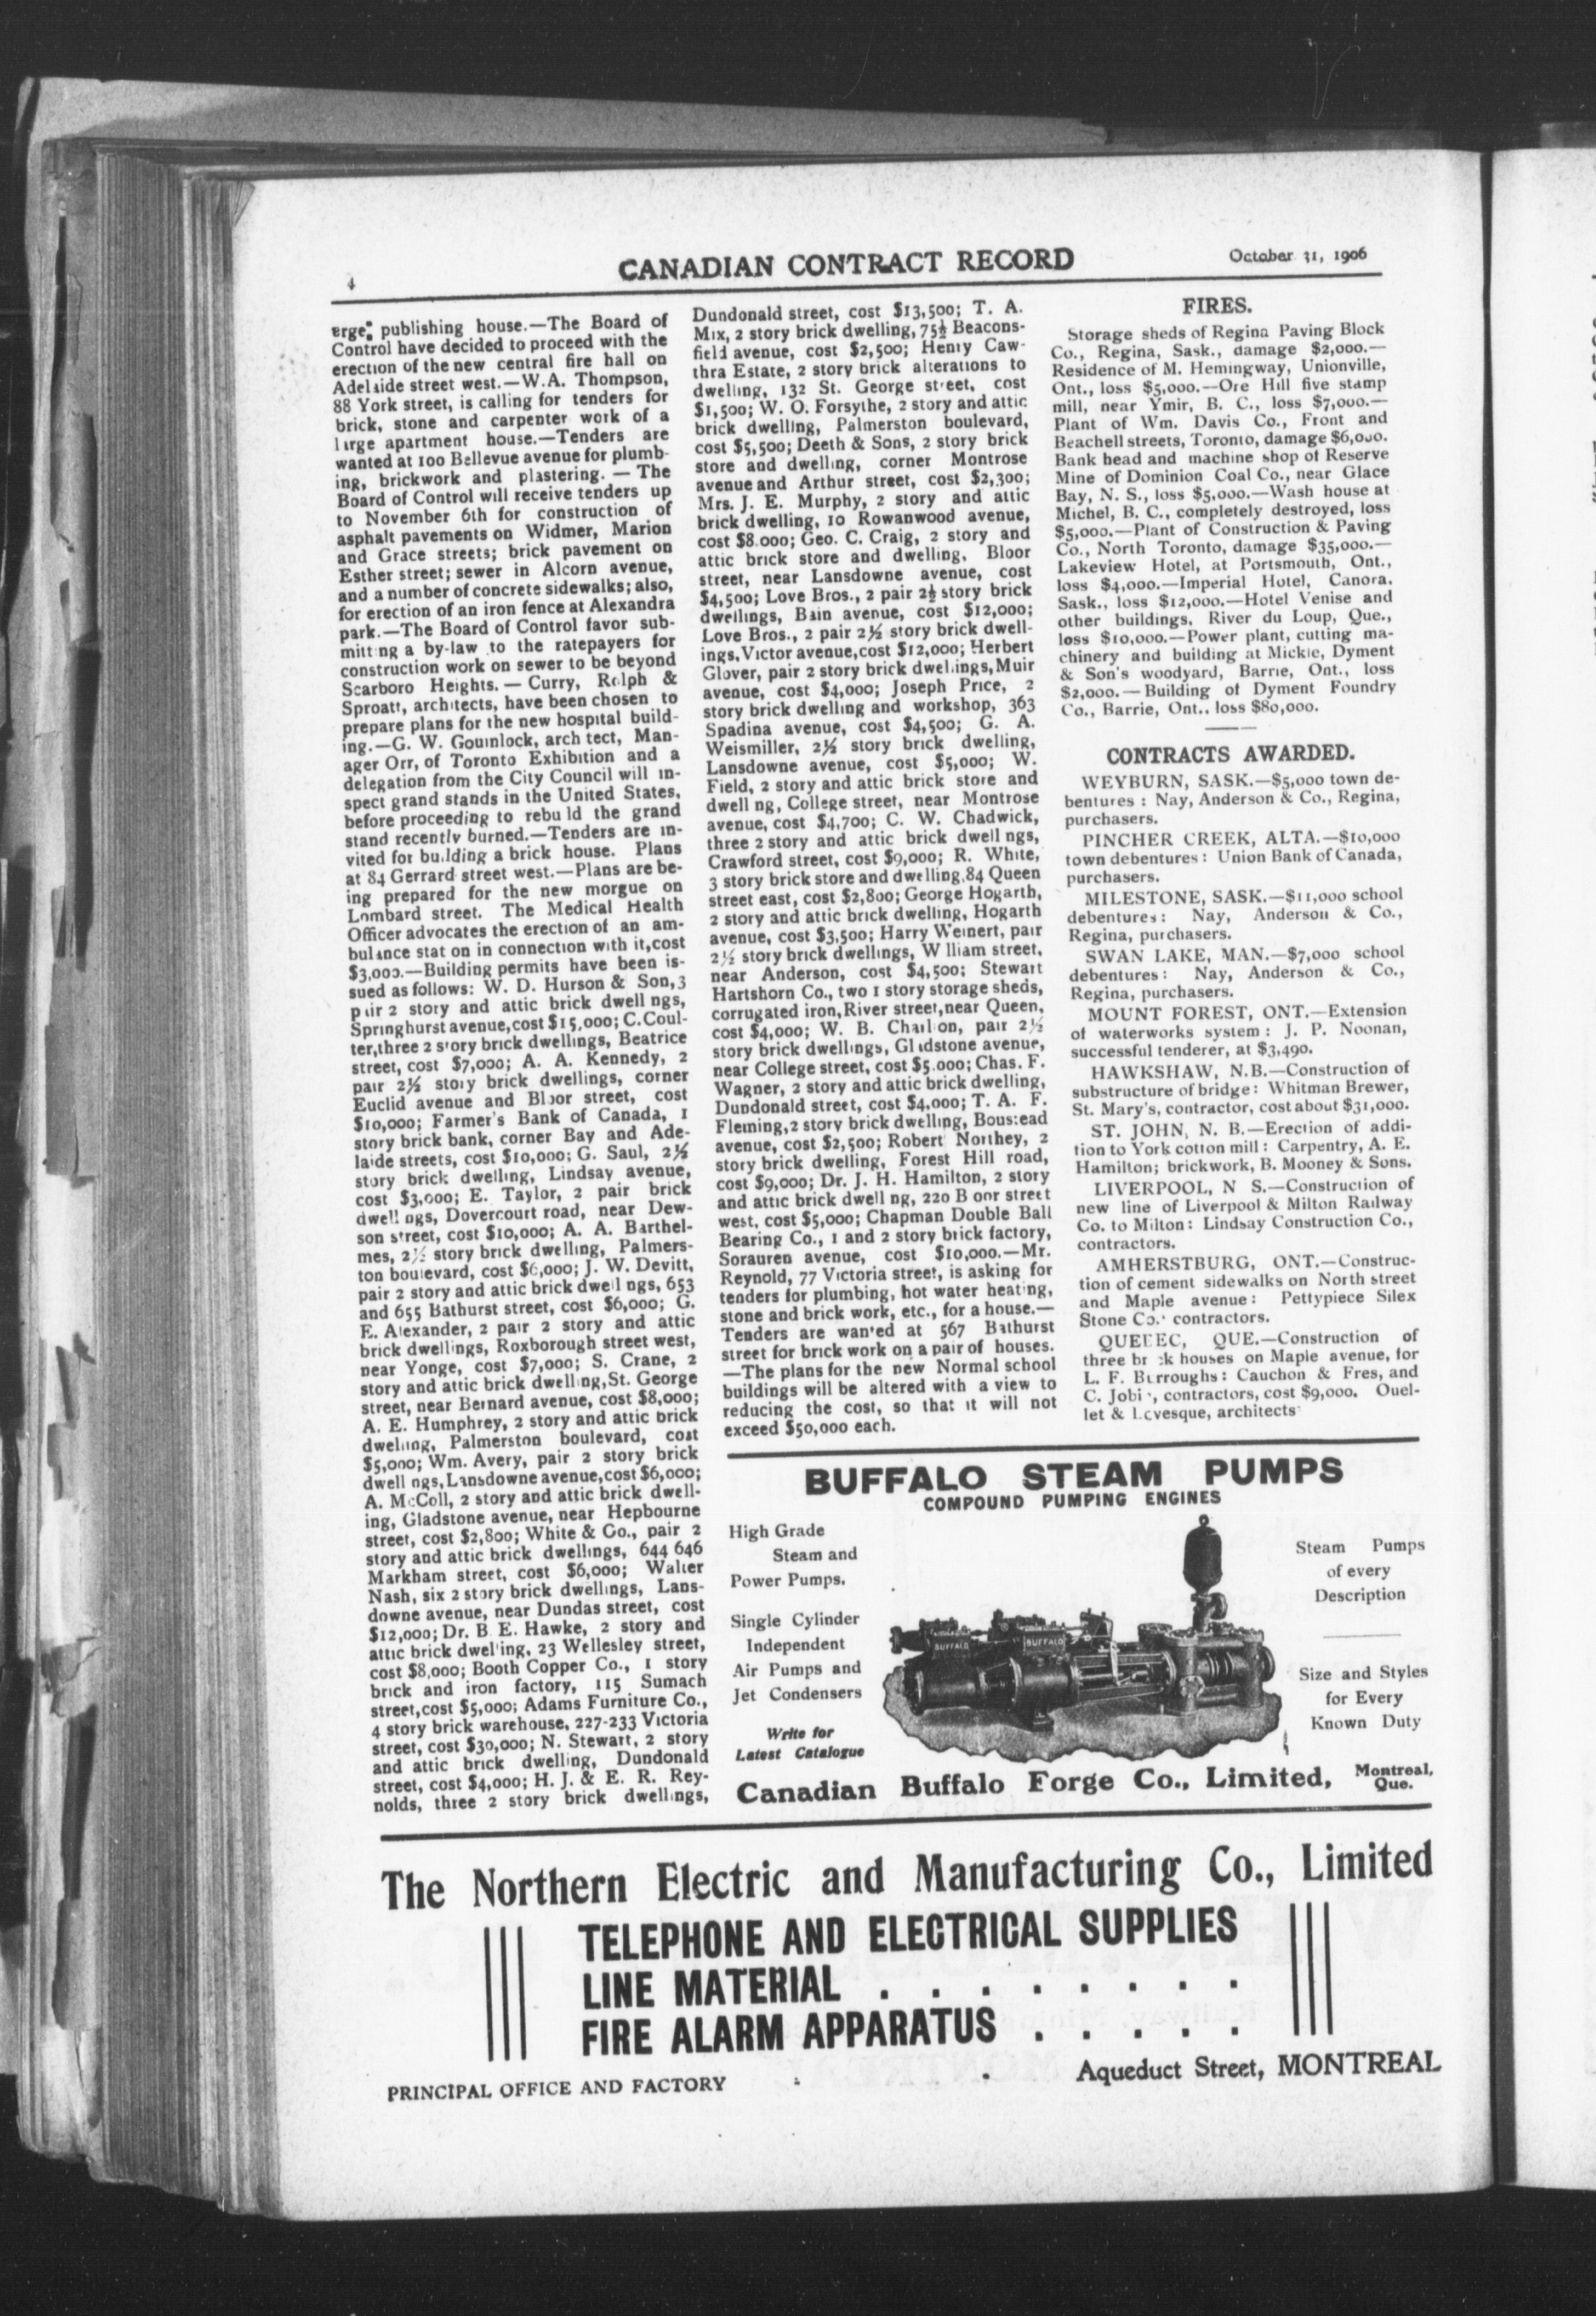 4
CANADIAN CONTRACT RECORD
October 31, 1906
publishing house.—The Board of
Control have decided to proceed with the
erection of the new central fire hall on
Adelaide street west.—W.A. Thompson,
88 York street, is calling for tenders for
brick, stone and carpenter work of a
large apartment house.—Tenders are
wanted at 100 Bellevue avenue for plumb-
ing, brickwork and plastering. — The
Board of Control will receive tenders up
to November 6th for construction of
asphalt pavements on Widmer, Marion
and Grace streets; brick pavement on
Esther street; sewer in Alcorn avenue,
and a number of concrete sidewalks; also,
for erection of an iron fence at Alexandra
park.—The Board of Control favor sub-
mitt ng a by-law to the ratepayers for
construction work on sewer to be beyond
Scarboro Heights. — Curry, Rolph &
Sproatt, architects, have been chosen to
prepare plans for the new hospital build-
ing.—G. W. Gouinlock, arch tect, Man-
ager Orr, of Toronto Exhibition and a
delegation from the City Council will in-
spect grand stands in the United States,
before proceeding to rebu ld the grand
stand recently burned.—Tenders are in-
vited for building a brick house. Plans
at 84 Gerrard street west.—Plans are be-
ing prepared for the new morgue on
Lombard street. The Medical Health
Officer advocates the erection of an am-
bulance stat on in connection with it, cost
$3,000.—Building permits have been is-
sued as follows: W. D. Hurson & Son, 3
pair 2 story and attic brick dwell ngs,
Springhurst avenue, cost $15,000; C. Coul-
ter, three 2 story brick dwellings, Beatrice
street, cost $7,000; A. A. Kennedy, 2
pair 2½ story brick dwellings, corner
Euclid avenue and Bloor street, cost
$10,000; Farmer's Bank of Canada, 1
story brick bank, corner Bay and Ade-
laide streets, cost $10,000; G. Saul, 2½
story brick dwelling, Lindsay avenue,
cost $3,000; E. Taylor, 2 pair brick
dwell ngs, Dovercourt road, near Dew-
son street, cost $10,000; A. A. Barthel-
mes, 2½ story brick dwelling, Palmers-
ton boulevard, cost $6,000; J. W. Devitt,
pair 2 story and attic brick dwell ngs, 653
and 655 Bathurst street, cost $6,000; G.
E. Alexander, 2 pair 2 story and attic
brick dwellings, Roxborough street west,
near Yonge, cost $7,000; S. Crane, 2
story and attic brick dwelling, St. George
street, near Bernard avenue, cost $8,000;
A. E. Humphrey, 2 story and attic brick
dwelling, Palmerston boulevard, cost
$5,000; Wm. Avery, pair 2 story brick
dwell ngs, Lansdowne avenue, cost $6,000;
A. McColl, 2 story and attic brick dwell-
ing, Gladstone avenue, near Hepbourne
street, cost $2,800; White & Co., pair 2
story and attic brick dwellings, 644 646
Markham street, cost $6,000; Walter
Nash, six 2 story brick dwellings, Lans-
downe avenue, near Dundas street, cost
$12,000; Dr. B. E. Hawke, 2 story and
attic brick dwel'ing, 23 Wellesley street,
cost $8,000; Booth Copper Co., 1 story
brick and iron factory, 115 Sumach
street, cost $5,000; Adams Furniture Co.,
4 story brick warehouse, 227-233 Victoria
street, cost $30,000; N. Stewart, 2 story
and attic brick dwelling, Dundonald
street, cost $4,000; H. J. & E. R. Rey-
nolds, three 2 story brick dwellings,
Dundonald street, cost $13,500; T. A.
Mix, 2 story brick dwelling, 75½ Beacons-
field avenue, cost $2,500; Henry Caw-
thra Estate, 2 story brick alterations to
dwelling, 132 St. George street, cost
$1,500; W. O. Forsythe, 2 story and attic
brick dwelling, Palmerston boulevard,
cost $5,500; Deeth & Sons, 2 story brick
store and dwelling, corner Montrose
avenue and Arthur street, cost $2,300;
Mrs. J. E. Murphy, 2 story and attic
brick dwelling, 10 Rowanwood avenue,
cost $8.000; Geo. C. Craig, 2 story and
attic brick store and dwelling, Bloor
street, near Lansdowne avenue, cost
$4,500; Love Bros., 2 pair 2½ story brick
dwellings, Bain avenue, cost $12,000;
Love Bros., 2 pair 2½ story brick dwell-
ings, Victor avenue, cost $12,000; Herbert
Glover, pair 2 story brick dwellings, Muir
avenue, cost $4,000; Joseph Price, 2
story brick dwelling and workshop, 363
Spadina avenue, cost $4,500; G. A.
Weismiller, 2½ story brick dwelling,
Lansdowne avenue, cost $5,000; W.
Field, 2 story and attic brick store and
dwell ng, College street, near Montrose
avenue, cost $4,700; C. W. Chadwick,
three 2 story and attic brick dwell ngs,
Crawford street, cost $9,000; R. White,
3 story brick store and dwelling, 84 Queen
street east, cost $2,800; George Hogarth,
2 story and attic brick dwelling, Hogarth
avenue, cost $3,500; Harry Weinert, pair
2½ story brick dwellings, W lliam street,
near Anderson, cost $4,500; Stewart
Hartshorn Co., two 1 story storage sheds,
corrugated iron, River street, near Queen,
cost $4,000; W. B. Charlton, pair 2½
story brick dwellings, Gladstone avenue,
near College street, cost $5.000; Chas. F.
Wagner, 2 story and attic brick dwelling,
Dundonald street, cost $4,000; T. A. F.
Fleming, 2 story brick dwelling, Boustead
avenue, cost $2,500; Robert Northey, 2
story brick dwelling, Forest Hill road,
cost $9,000; Dr. J. H. Hamilton, 2 story
and attic brick dwell ng, 220 B oor street
west, cost $5,000; Chapman Double Ball
Bearing Co., 1 and 2 story brick factory,
Sorauren avenue, cost $10,000.—Mr.
Reynold, 77 Victoria street, is asking for
tenders for plumbing, hot water heating,
stone and brick work, etc., for a house.—
Tenders are wan'ed at 567 Bathurst
street for brick work on a pair of houses.
—The plans for the new Normal school
buildings will be altered with a view to
reducing the cost, so that it will not
exceed $50,000 each.
FIRES.
Storage sheds of Regina Paving Block
Co., Regina, Sask., damage $2,000.—
Residence of M. Hemingway, Unionville,
Ont., loss $5,000.—Ore Hill five stamp
mill, near Ymir, B. C., loss $7,000.—
Plant of Wm. Davis Co., Front and
Beachell streets, Toronto, damage $6,000.
Bank head and machine shop of Reserve
Mine of Dominion Coal Co., near Glace
Bay, N. S., loss $5,000.—Wash house at
Michel, B. C., completely destroyed, loss
$5,000.—Plant of Construction & Paving
Co., North Toronto, damage $35,000.—
Lakeview Hotel, at Portsmouth, Ont.,
loss $4,000.—Imperial Hotel, Canora,
Sask., loss $12,000.—Hotel Venise and
other buildings, River du Loup, Que.,
loss $10,000.—Power plant, cutting ma-
chinery and building at Mickle, Dyment
& Son's woodyard, Barrie, Ont., loss
$2,000.—Building of Dyment Foundry
Co., Barrie, Ont., loss $80,000.
CONTRACTS AWARDED.
WEYBURN, SASK.—$5,000 town de-
bentures : Nay, Anderson & Co., Regina,
purchasers.
PINCHER CREEK, ALTA.—$10,000
town debentures : Union Bank of Canada,
purchasers.
MILESTONE, SASK.—$11,000 school
debentures: Nay, Anderson & Co.,
Regina, purchasers.
SWAN LAKE, MAN.—$7,000 school
debentures: Nay, Anderson & Co.,
Regina, purchasers.
MOUNT FOREST, ONT.—Extension
of waterworks system : J. P. Noonan,
successful tenderer, at $3,490.
HAWKSHAW, N.B.—Construction of
substructure of bridge: Whitman Brewer,
St. Mary's, contractor, cost about $31,000.
ST. JOHN, N. B.—Erection of addi-
tion to York cotton mill : Carpentry, A. E.
Hamilton; brickwork, B. Mooney & Sons.
LIVERPOOL, N S.—Construction of
new line of Liverpool & Milton Railway
Co. to Milton: Lindsay Construction Co.,
contractors.
AMHERSTBURG, ONT.—Construc-
tion of cement sidewalks on North street
and Maple avenue: Pettypiece Silex
Stone Co. contractors.
QUEBEC, QUE.—Construction of
three br ck houses on Maple avenue, for
L. F. Burroughs: Cauchon & Fres, and
C. contractors, cost $9,000. Ouel-
let & Levesque, architects
BUFFALO STEAM PUMPS
COMPOUND PUMPING ENGINES
High Grade
Steam and
Power Pumps.
Single Cylinder
Independent
Air Pumps and
Jet Condensers
Write for
Latest Catalogue
BUFFALO
BUFFALO
Steam Pumps
of every
Description
Size and Styles
for Every
Known Duty
Canadian Buffalo Forge Co., Limited, Montreal, Que.
The Northern Electric and Manufacturing Co., Limited
TELEPHONE AND ELECTRICAL SUPPLIES
LINE MATERIAL . . . . . . . .
FIRE ALARM APPARATUS . . . . .
PRINCIPAL OFFICE AND FACTORY . . Aqueduct Street, MONTREAL